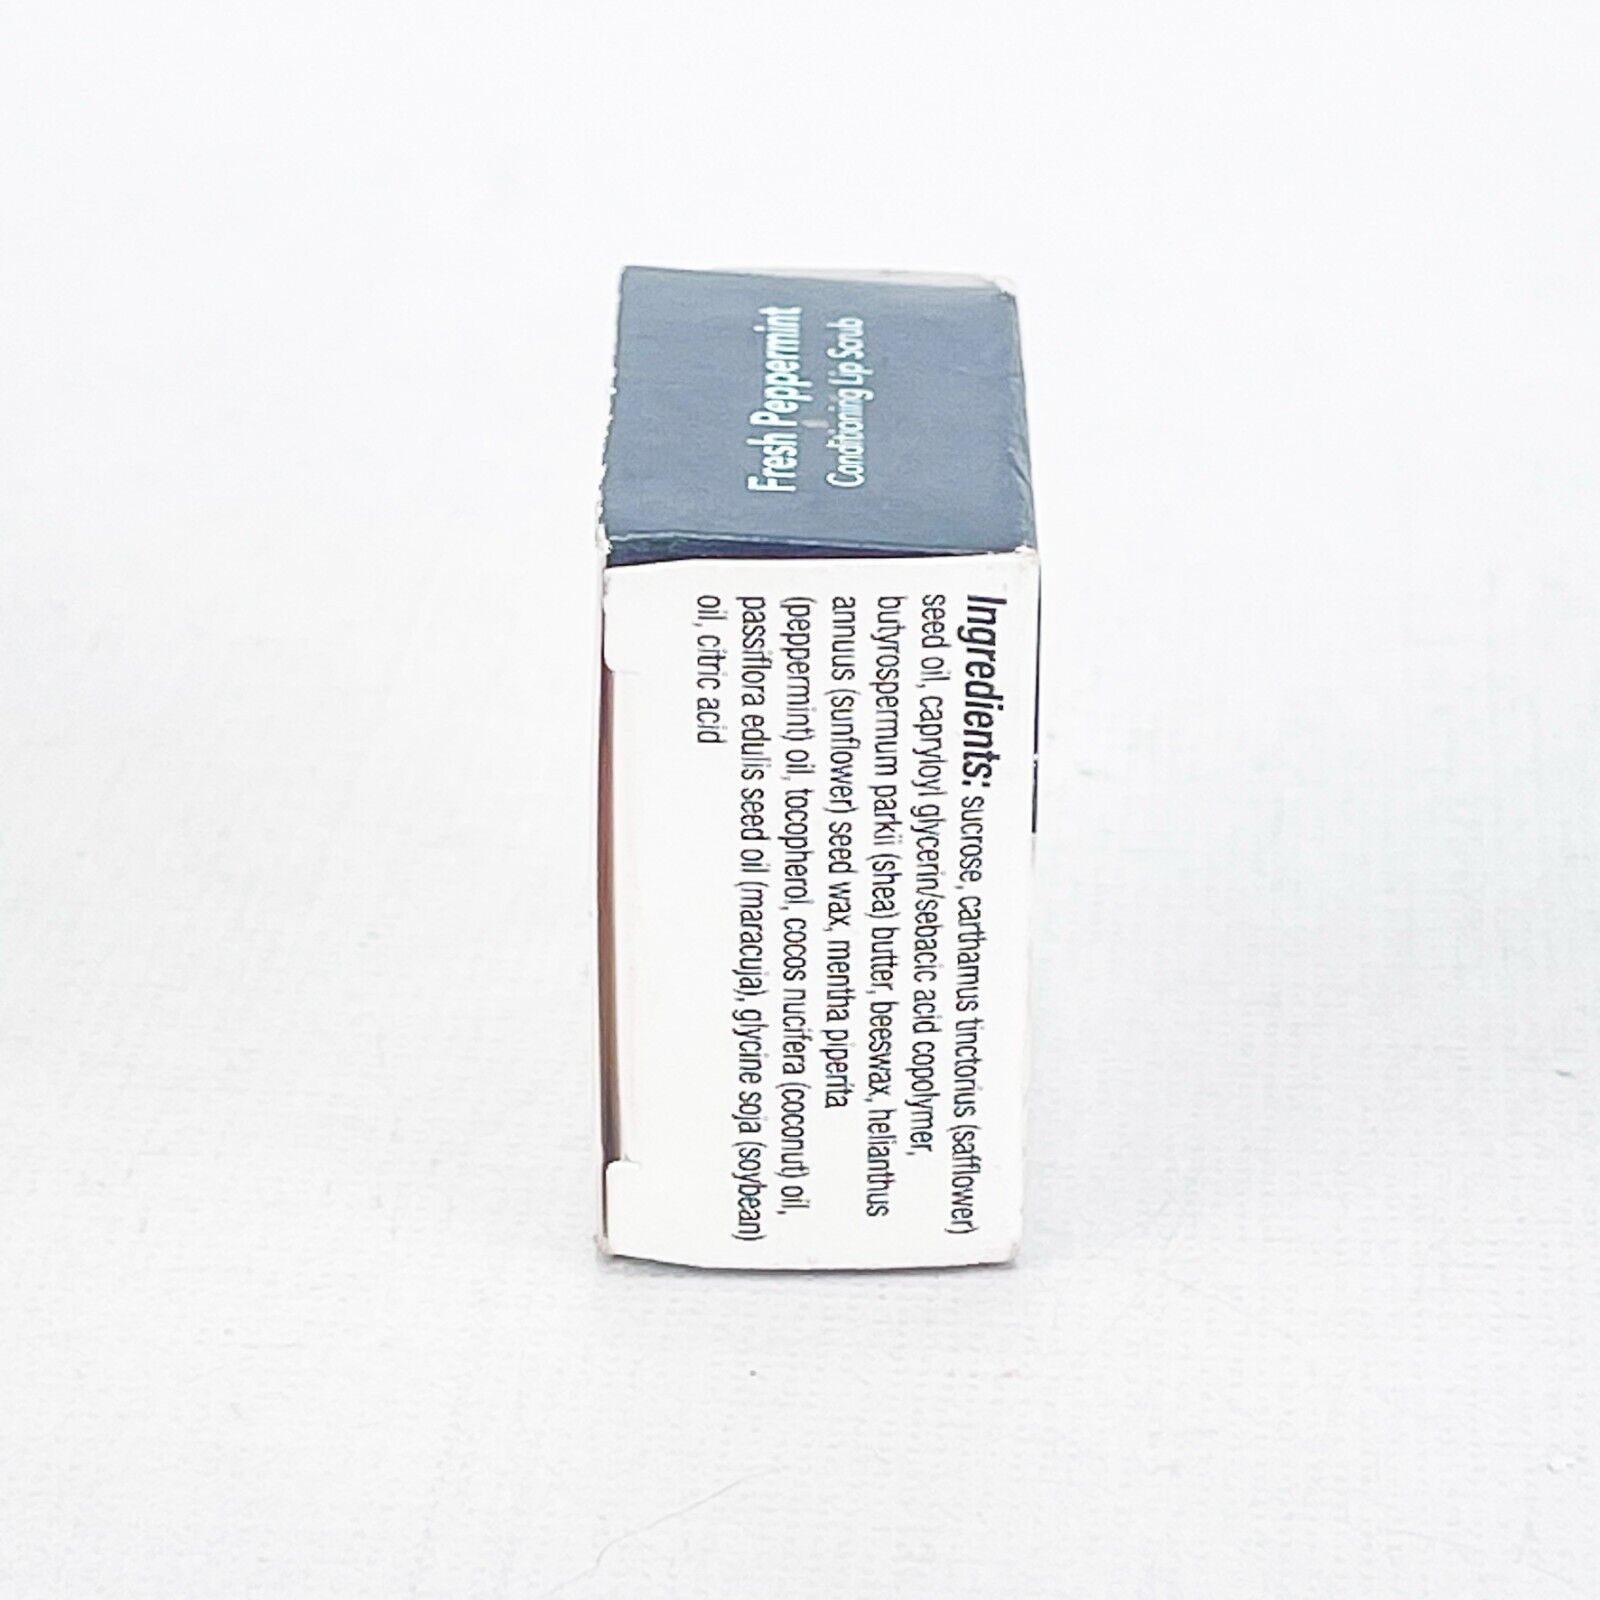 Fresh Peppermint
Conditioning Lip Scrub
Ingredients: sucrose, carthamus tinctorius (safflower)
seed oil, capryloyl glycerin/sebacic acid copolymer,
butyrospermum parkii (shea) butter, beeswax, helianthus
annuus (sunflower) seed wax, mentha piperita
(peppermint) oil, tocopherol, cocos nucifera (coconut) oil,
passiflora edulis seed oil (maracuja), glycine soja (soybean)
oil, citric acid